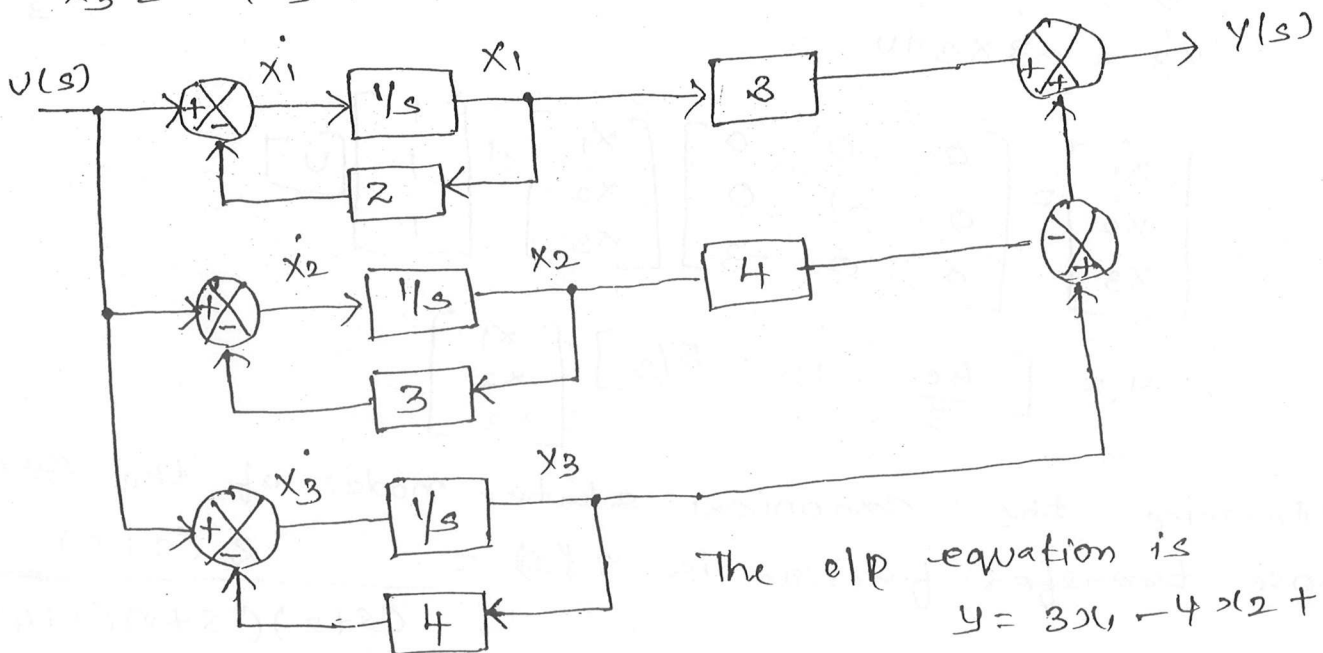 U(s)
Ẋ1
1/s
X1
3
Y(s)
+
-
+
+
2
Ẋ2
1/s
X2
4
-
+
+
-
3
Ẋ3
1/s
X3
+
-
4
The o/p equation is
y = 3x1 - 4x2 +